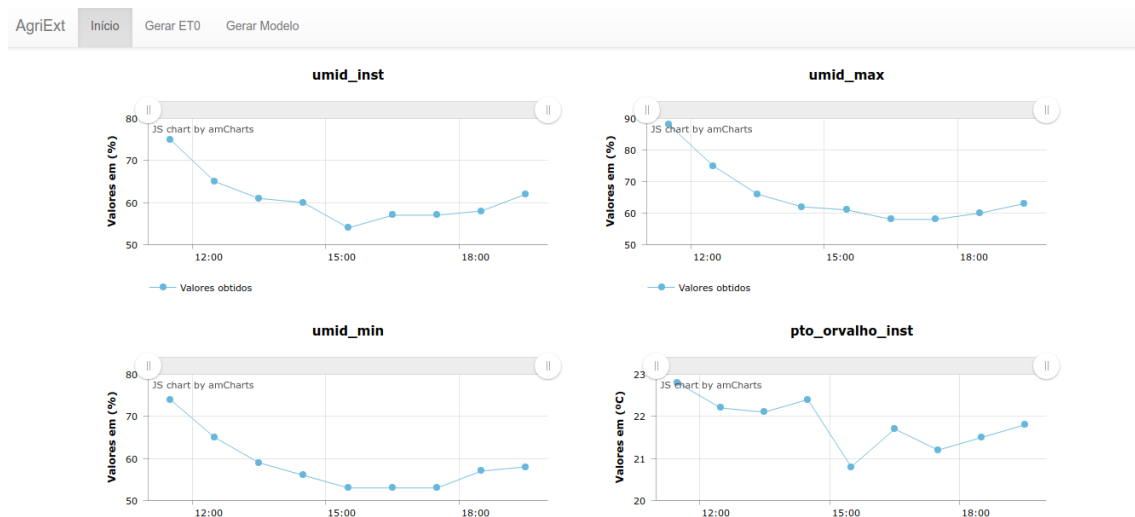 AgriExt Início Gerar ET0 Gerar Modelo
umid_inst
Valores em (%)
80
70
60
50
JS chart by amCharts
12:00 15:00 18:00
Valores obtidos
umid_max
Valores em (%)
90
80
70
60
50
JS chart by amCharts
12:00 15:00 18:00
Valores obtidos
umid_min
Valores em (%)
80
70
60
50
JS chart by amCharts
12:00 15:00 18:00
pto_orvalho_inst
Valores em (ºC)
23
22
21
20
JS chart by amCharts
12:00 15:00 18:00